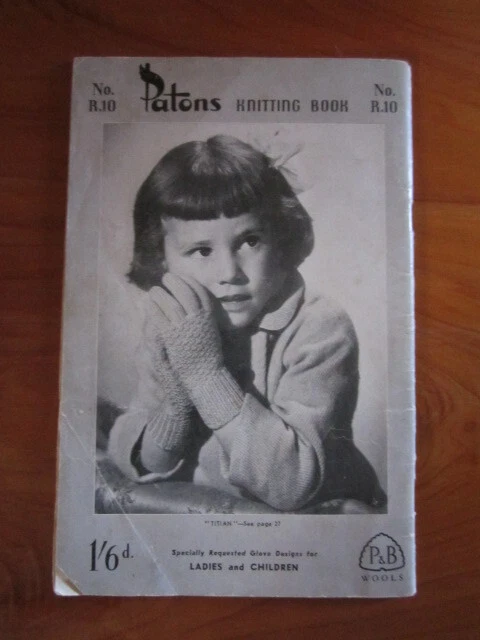 No. R.10
Patons KNITTING BOOK
No. R.10
"TITIAN"—See page 27
1/6d.
Specially Requested Glove Designs for
LADIES and CHILDREN
P&B
WOOLS